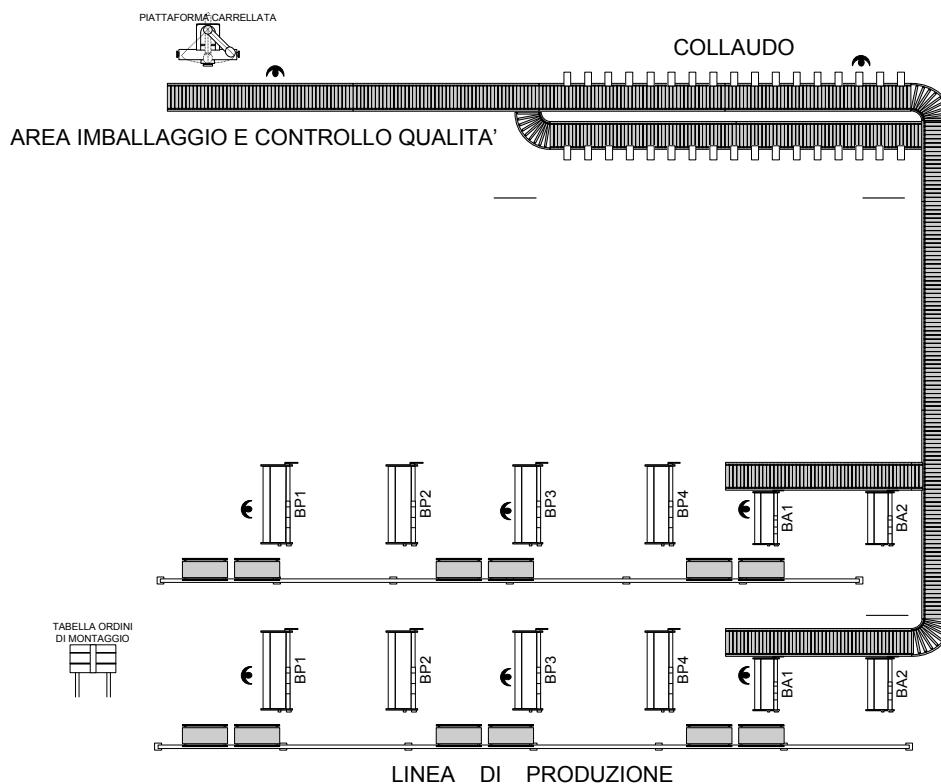 PIATTAFORMA CARRELLATA
COLLAUDO
AREA IMBALLAGGIO E CONTROLLO QUALITA'
BP1
BP2
BP3
BP4
BA1
BA2
TABELLA ORDINI
DI MONTAGGIO
BP1
BP2
BP3
BP4
BA1
BA2
LINEA DI PRODUZIONE